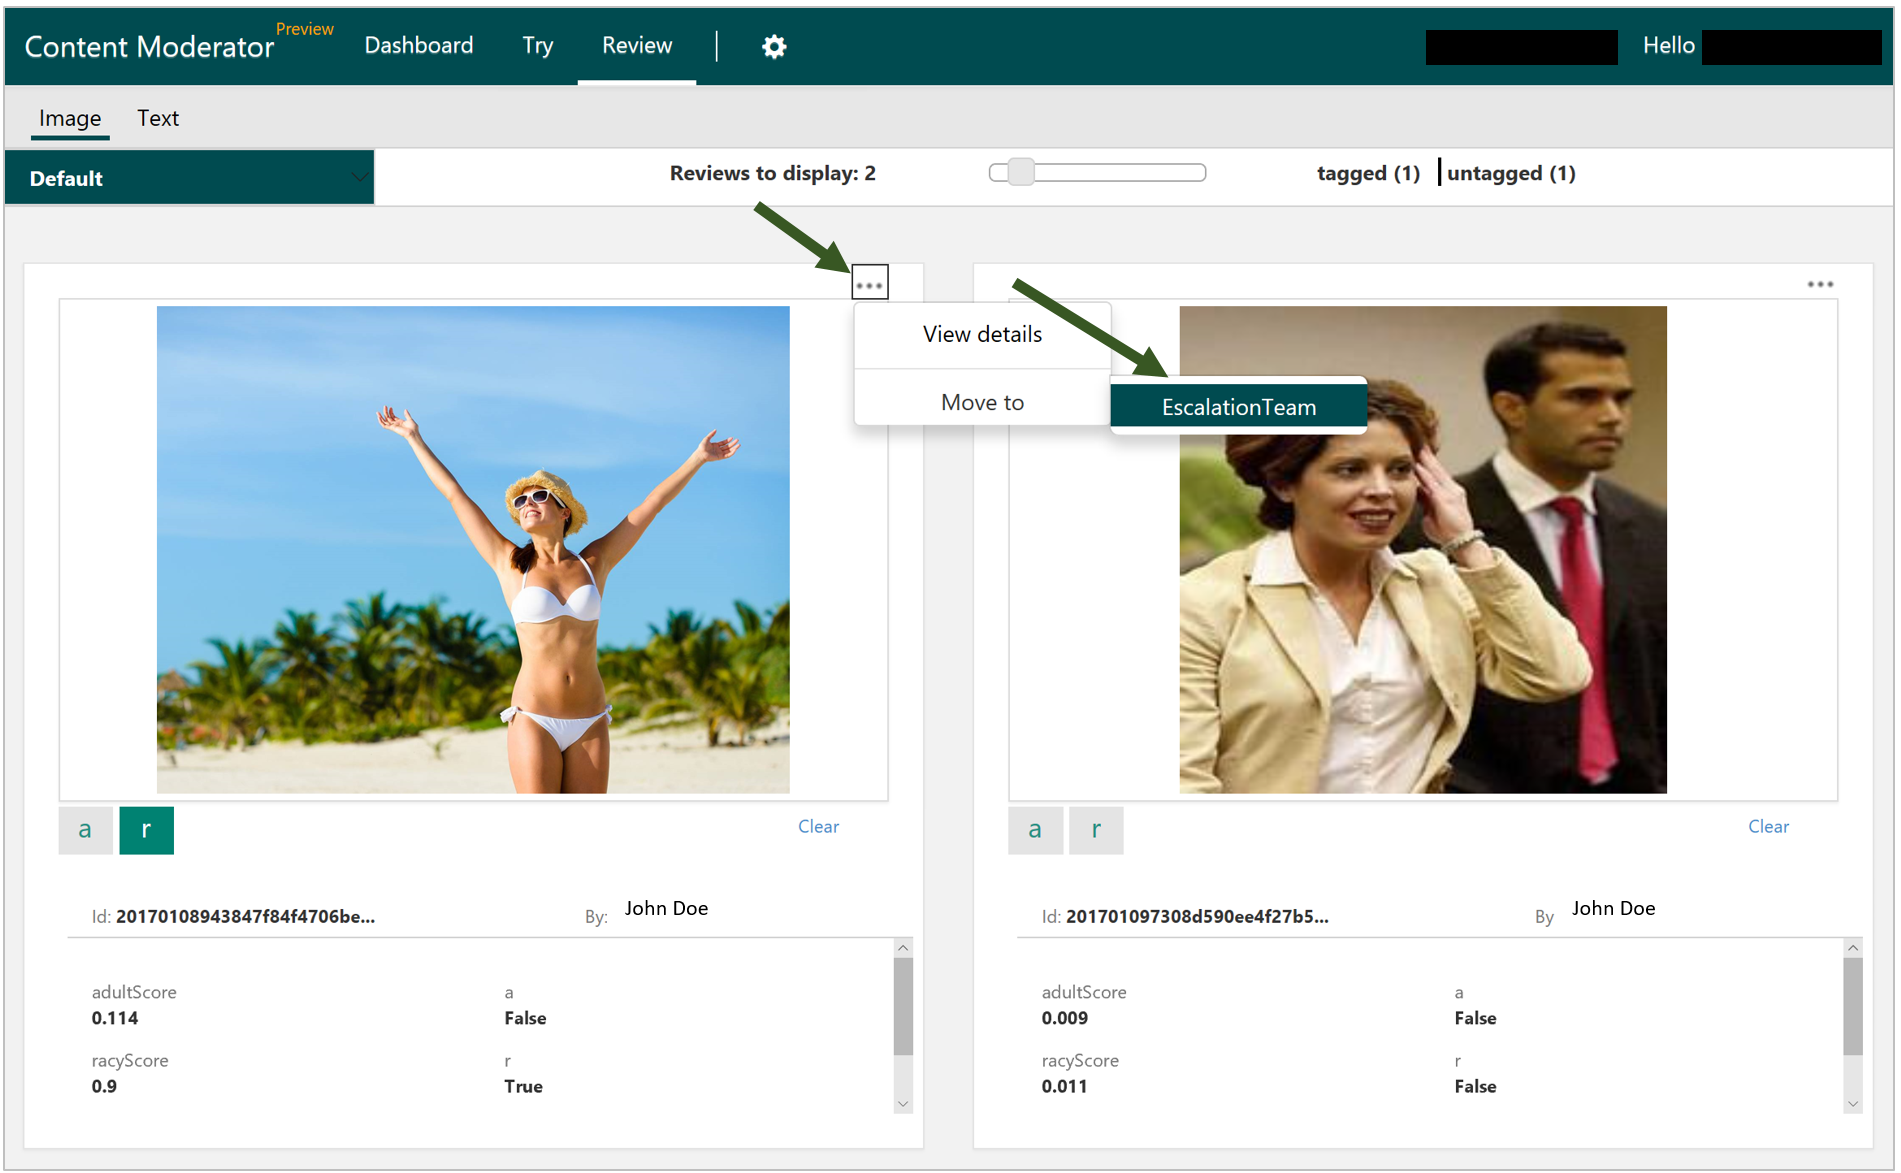 Content Moderator Preview Dashboard Try Review Hello
Image Text
Default Reviews to display: 2 tagged (1) untagged (1)
View details
Move to EscalationTeam
a r Clear
Id: 20170108943847f84f4706be... By: John Doe
adultScore a
0.114 False
racyScore r
0.9 True
a r Clear
Id: 201701097308d590ee4f27b5... By John Doe
adultScore a
0.009 False
racyScore r
0.011 False